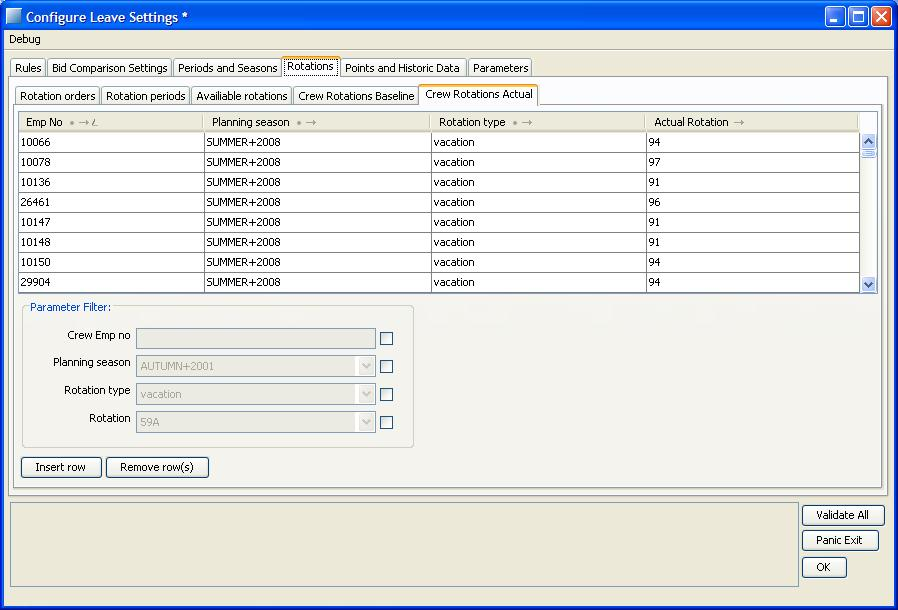 Configure Leave Settings *
Debug
Rules Bid Comparison Settings Periods and Seasons Rotations Points and Historic Data Parameters
Rotation orders Rotation periods Availiable rotations Crew Rotations Baseline Crew Rotations Actual
Emp No Planning season Rotation type Actual Rotation
10066 SUMMER+2008 vacation 94
10078 SUMMER+2008 vacation 97
10136 SUMMER+2008 vacation 91
26461 SUMMER+2008 vacation 96
10147 SUMMER+2008 vacation 91
10148 SUMMER+2008 vacation 91
10150 SUMMER+2008 vacation 94
29904 SUMMER+2008 vacation 94
Parameter Filter:
Crew Emp no
Planning season AUTUMN+2001
Rotation type vacation
Rotation 59A
Insert row Remove row(s)
Validate All
Panic Exit
OK